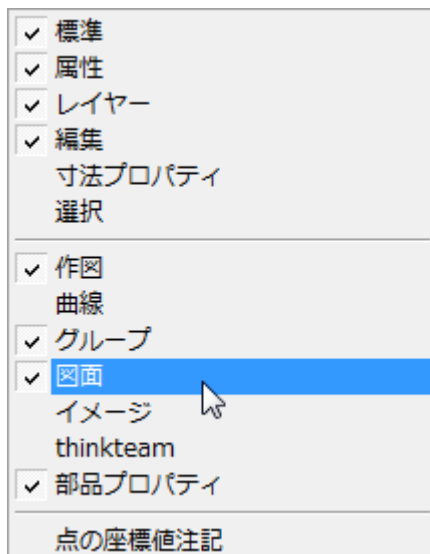 標準
属性
レイヤー
編集
寸法プロパティ
選択
作図
曲線
グループ
図面
イメージ
thinkteam
部品プロパティ
点の座標値注記